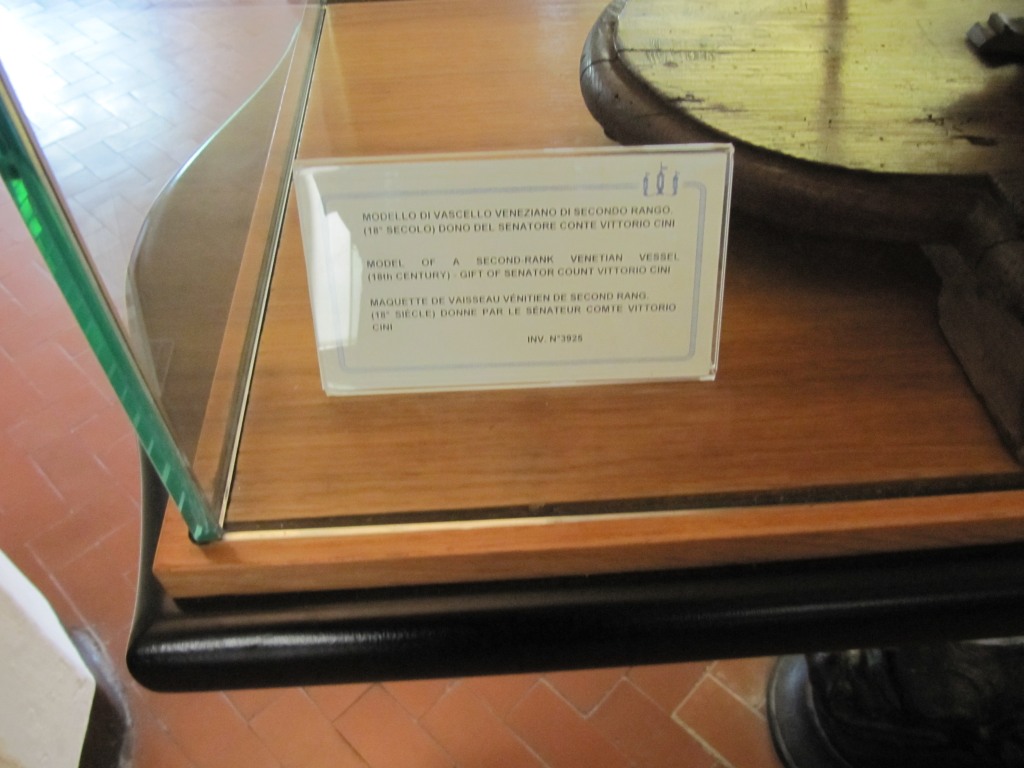 MODELLO DI VASCELLO VENEZIANO DI SECONDO RANGO.
(18° SECOLO) DONO DEL SENATORE CONTE VITTORIO CINI
MODEL OF A SECOND-RANK VENETIAN VESSEL
(18th CENTURY) - GIFT OF SENATOR COUNT VITTORIO CINI
MAQUETTE DE VAISSEAU VÉNITIEN DE SECOND RANG.
(18° SIÈCLE) DONNE PAR LE SENATEUR COMTE VITTORIO
CINI
INV. N°3925